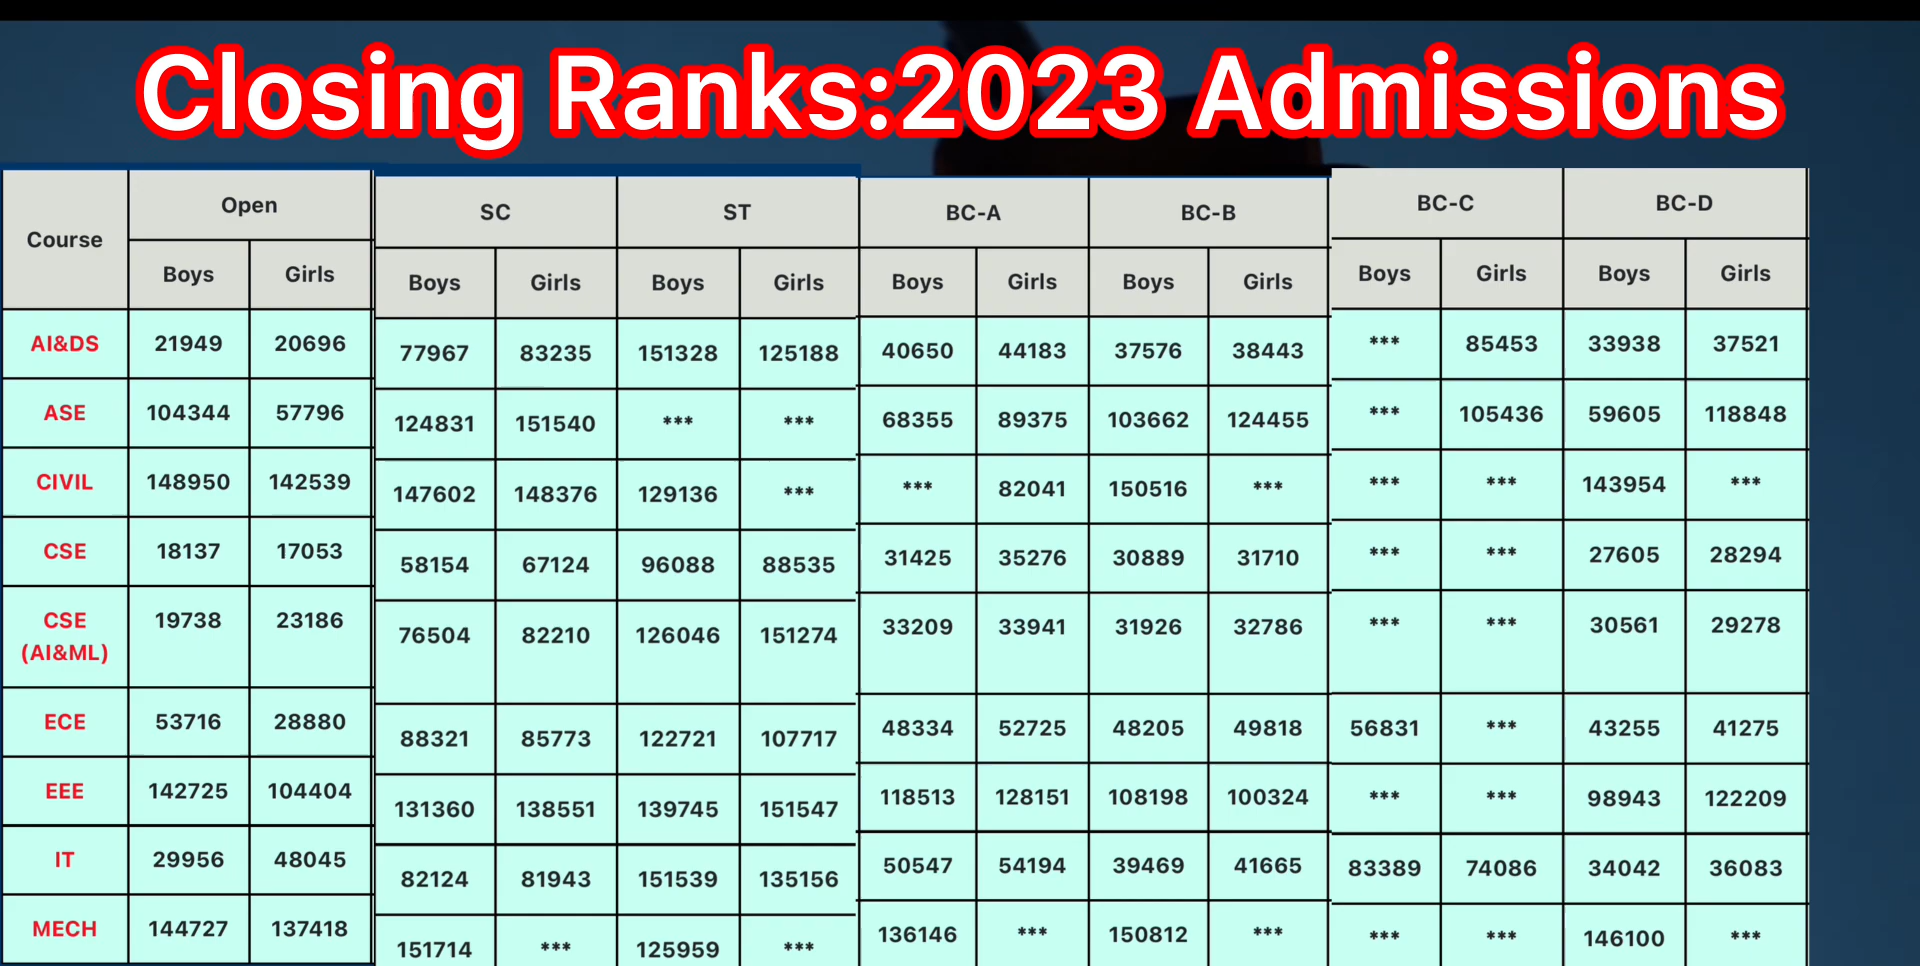 Closing Ranks:2023 Admissions
Course Open SC ST BC-A BC-B BC-C BC-D
Boys Girls Boys Girls Boys Girls Boys Girls Boys Girls Boys Girls Boys Girls
AI&DS 21949 20696 77967 83235 151328 125188 40650 44183 37576 38443 *** 85453 33938 37521
ASE 104344 57796 124831 151540 *** *** 68355 89375 103662 124455 *** 105436 59605 118848
CIVIL 148950 142539 147602 148376 129136 *** *** 82041 150516 *** *** *** 143954 ***
CSE 18137 17053 58154 67124 96088 88535 31425 35276 30889 31710 *** *** 27605 28294
CSE 19738 23186 76504 82210 126046 151274 33209 33941 31926 32786 *** *** 30561 29278
(AI&ML)
ECE 53716 28880 88321 85773 122721 107717 48334 52725 48205 49818 56831 *** 43255 41275
EEE 142725 104404 131360 138551 139745 151547 118513 128151 108198 100324 *** *** 98943 122209
IT 29956 48045 82124 81943 151539 135156 50547 54194 39469 41665 83389 74086 34042 36083
MECH 144727 137418 151714 *** 125959 *** 136146 *** 150812 *** *** *** 146100 ***